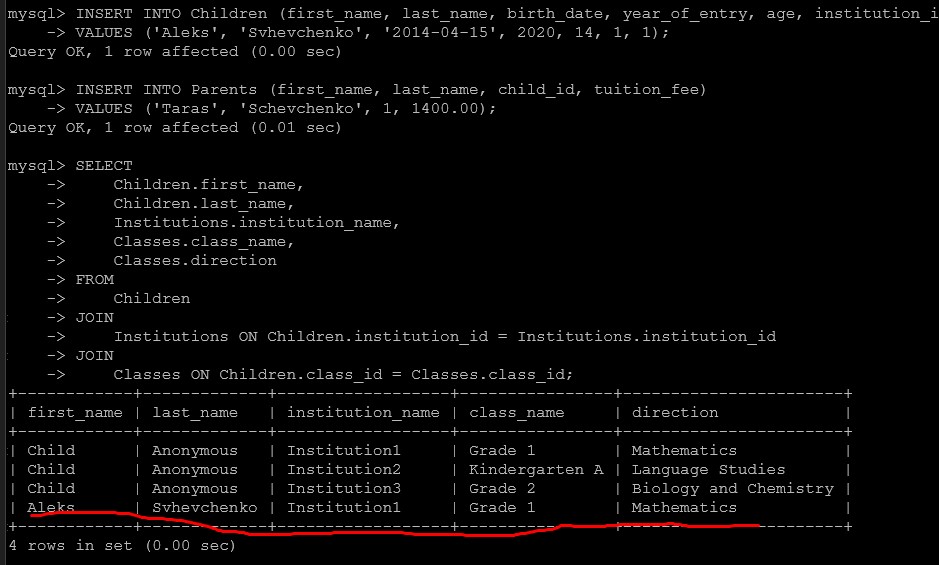 mysql> INSERT INTO Children (first_name, last_name, birth_date, year_of_entry, age, institution_i
    -> VALUES ('Aleks', 'Svhevchenko', '2014-04-15', 2020, 14, 1, 1);
Query OK, 1 row affected (0.00 sec)
mysql> INSERT INTO Parents (first_name, last_name, child_id, tuition_fee)
    -> VALUES ('Taras', 'Schevchenko', 1, 1400.00);
Query OK, 1 row affected (0.01 sec)
mysql> SELECT
    ->     Children.first_name,
    ->     Children.last_name,
    ->     Institutions.institution_name,
    ->     Classes.class_name,
    ->     Classes.direction
    -> FROM
    ->     Children
    -> JOIN
    ->     Institutions ON Children.institution_id = Institutions.institution_id
    -> JOIN
    ->     Classes ON Children.class_id = Classes.class_id;
+------------+-------------+------------------+----------------+-----------------------+
| first_name | last_name   | institution_name | class_name     | direction             |
+------------+-------------+------------------+----------------+-----------------------+
| Child      | Anonymous   | Institution1     | Grade 1        | Mathematics           |
| Child      | Anonymous   | Institution2     | Kindergarten A | Language Studies      |
| Child      | Anonymous   | Institution3     | Grade 2        | Biology and Chemistry |
| Aleks      | Svhevchenko | Institution1     | Grade 1        | Mathematics           |
+------------+-------------+------------------+----------------+-----------------------+
4 rows in set (0.00 sec)